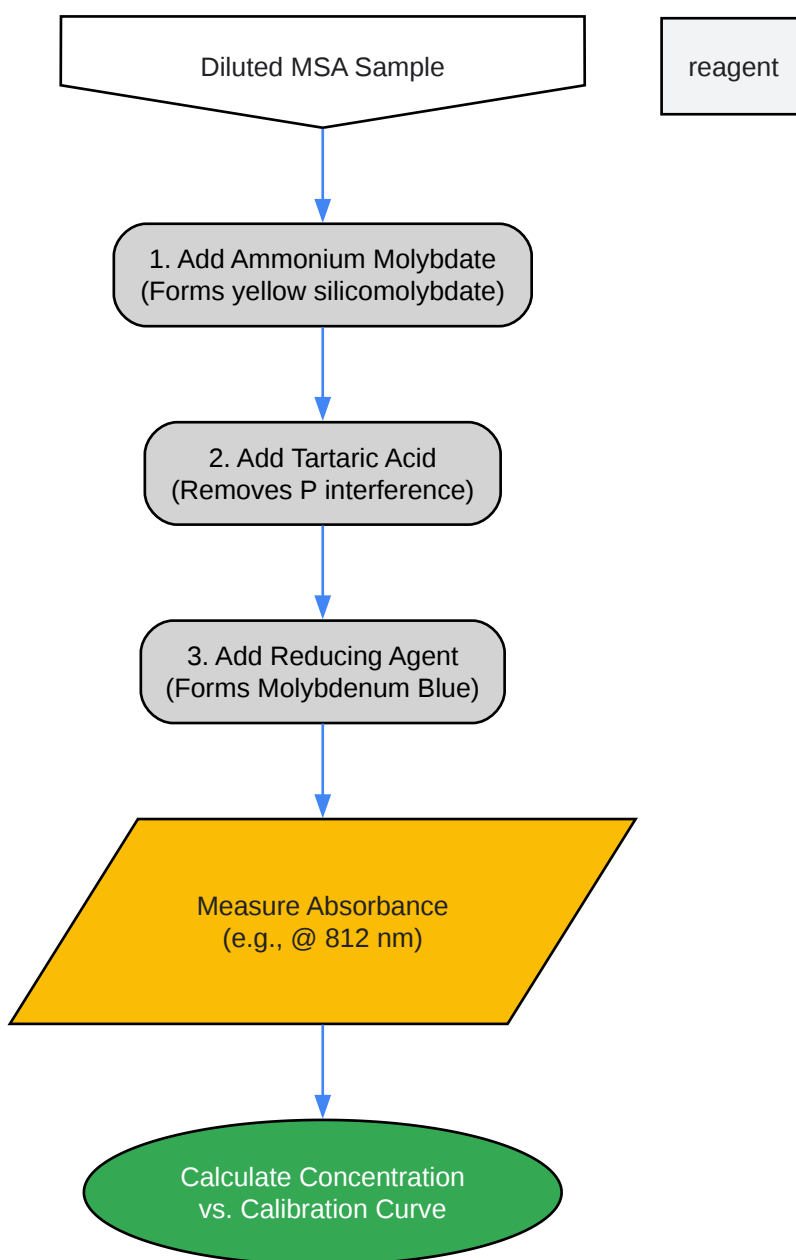 Diluted MSA Sample
reagent
1. Add Ammonium Molybdate
(Forms yellow silicomolybdate)
2. Add Tartaric Acid
(Removes P interference)
3. Add Reducing Agent
(Forms Molybdenum Blue)
Measure Absorbance
(e.g., @ 812 nm)
Calculate Concentration
vs. Calibration Curve